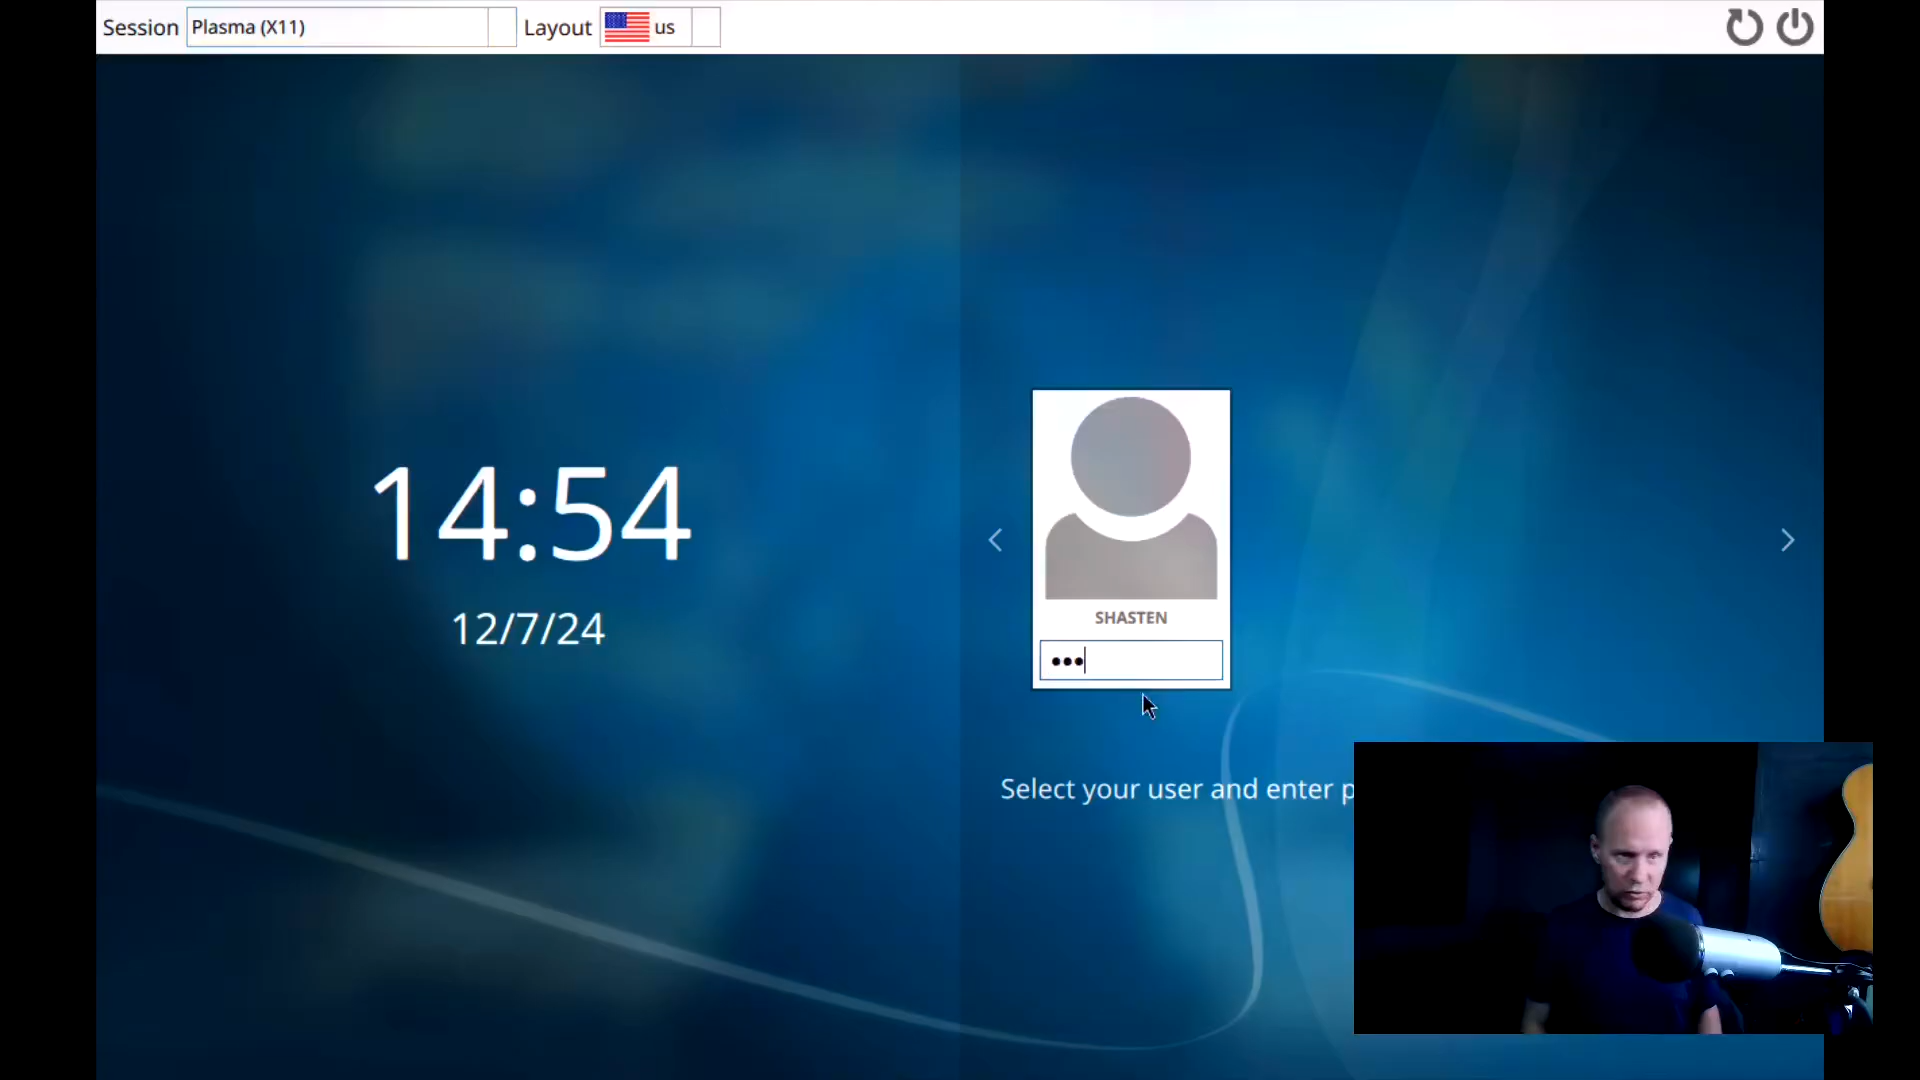 Session Plasma (X11) Layout us
14:54
12/7/24
SHASTEN
Select your user and enter